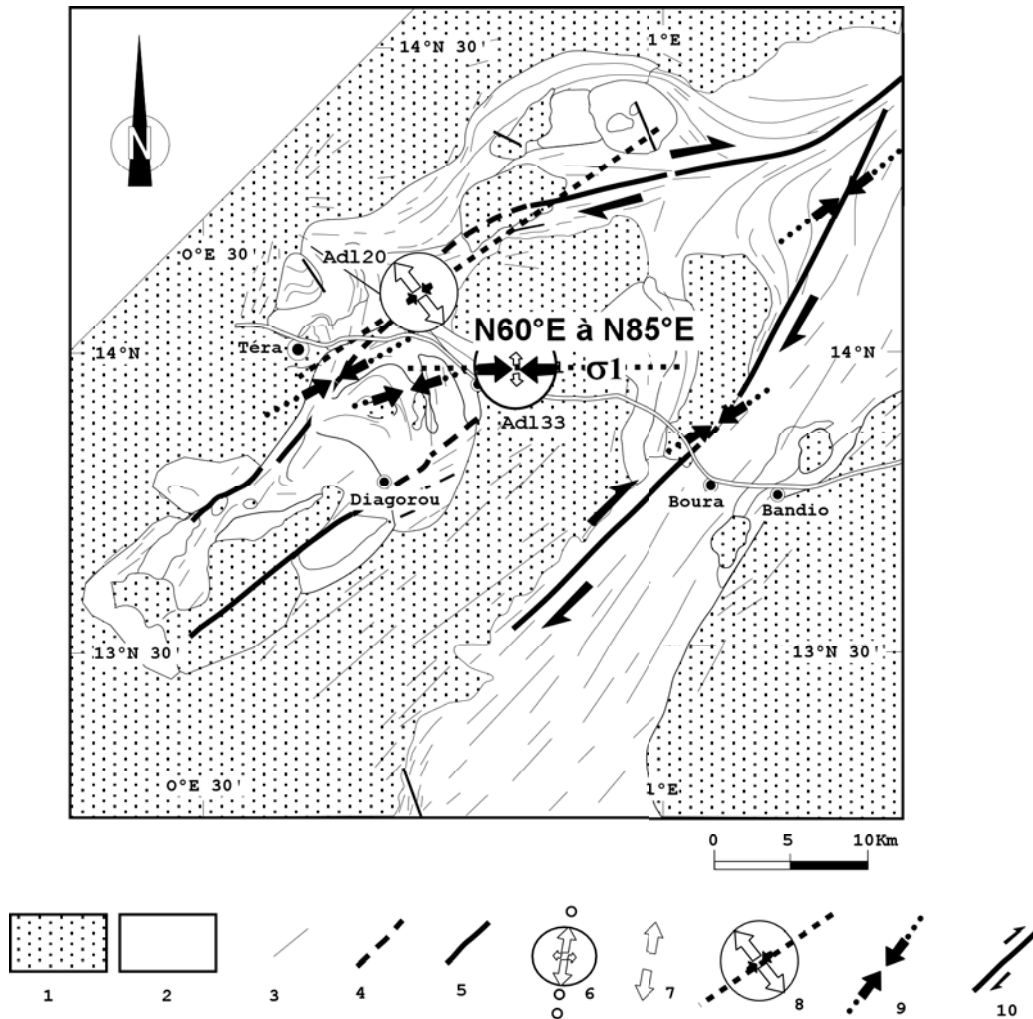 14°N 30'
1°E
N
0°E 30'
Adl20
N60°E à N85°E
14°N
Téra
σ1
14°N
Adl33
Diagorou
Boura
Bandio
13°N 30'
13°N 30'
0°E 30'
1°E
0 5 10Km
1 2 3 4 5 6 7 8 9 10